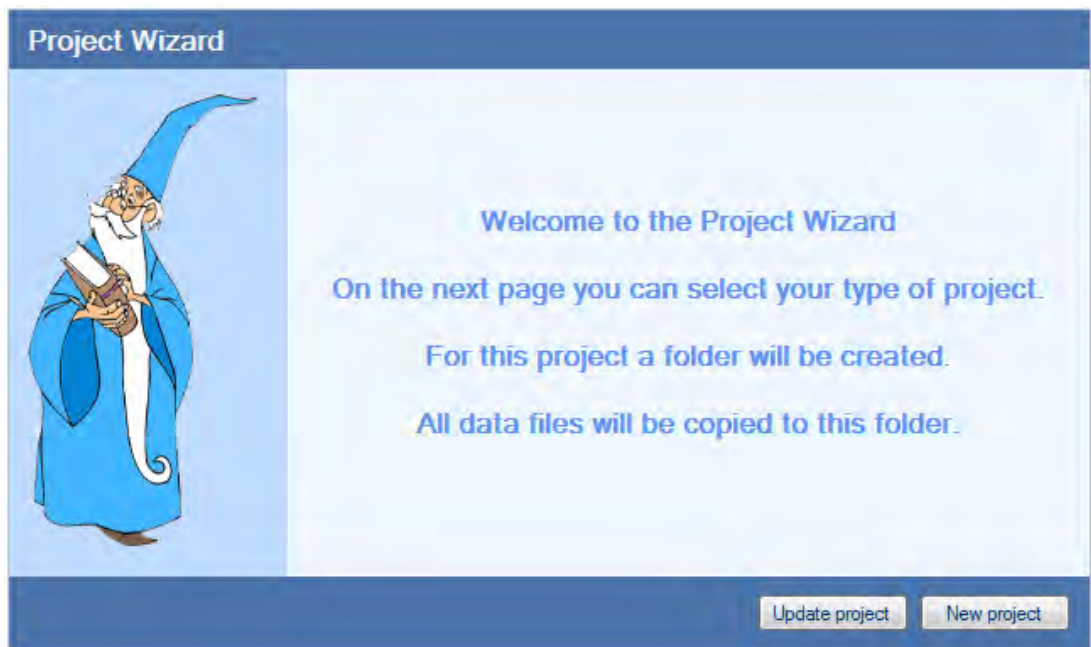 Project Wizard
Welcome to the Project Wizard
On the next page you can select your type of project.
For this project a folder will be created.
All data files will be copied to this folder.
Update project
New project